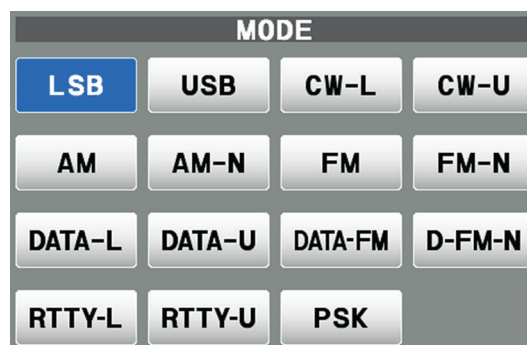 MODE
LSB USB CW-L CW-U
AM AM-N FM FM-N
DATA-L DATA-U DATA-FM D-FM-N
RTTY-L RTTY-U PSK